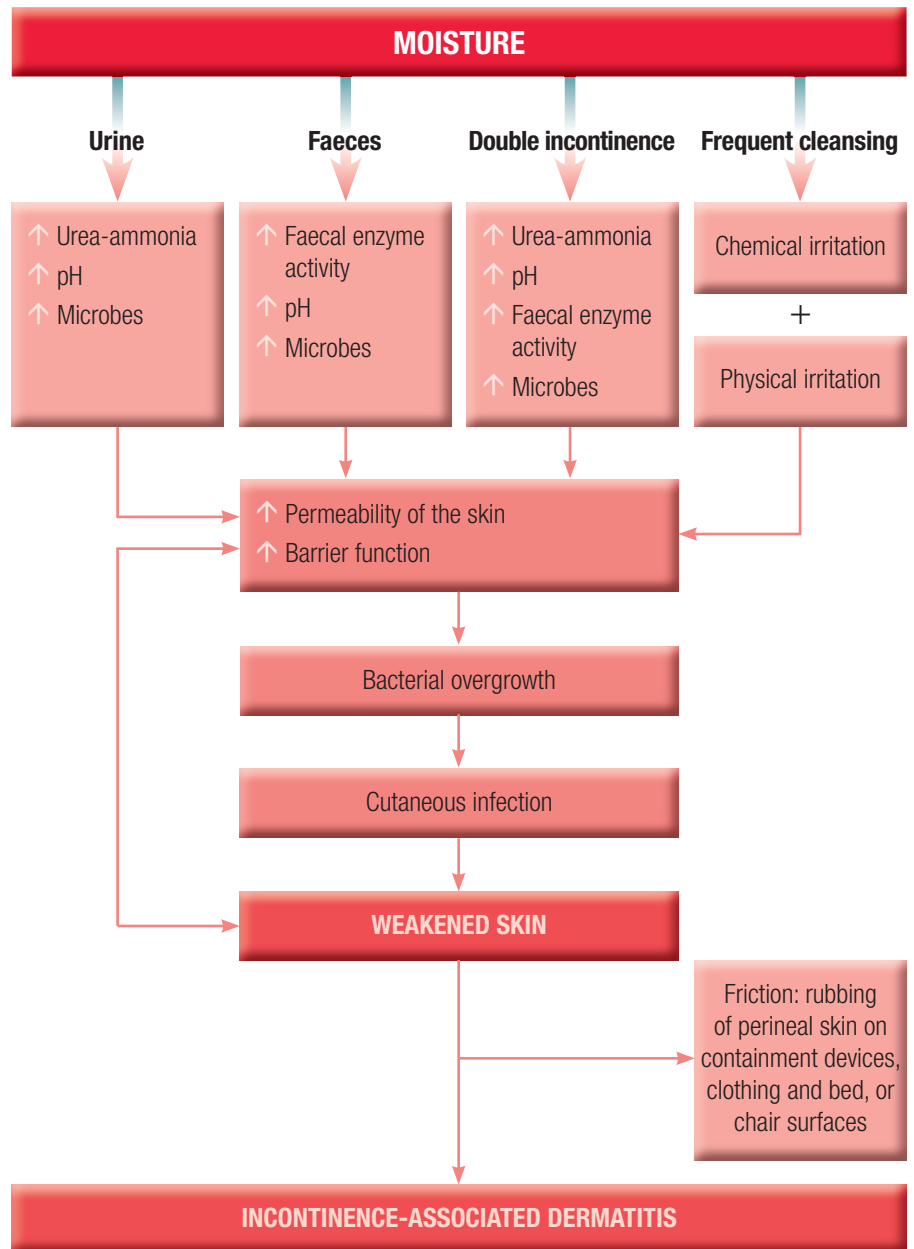 MOISTURE
Urine
Faeces
Double incontinence
Frequent cleansing
↑ Urea-ammonia
↑ pH
↑ Microbes
↑ Faecal enzyme
activity
↑ pH
↑ Microbes
↑ Urea-ammonia
↑ pH
↑ Faecal enzyme
activity
↑ Microbes
Chemical irritation
+
Physical irritation
↑ Permeability of the skin
↑ Barrier function
Bacterial overgrowth
Cutaneous infection
WEAKENED SKIN
Friction: rubbing
of perineal skin on
containment devices,
clothing and bed, or
chair surfaces
INCONTINENCE-ASSOCIATED DERMATITIS